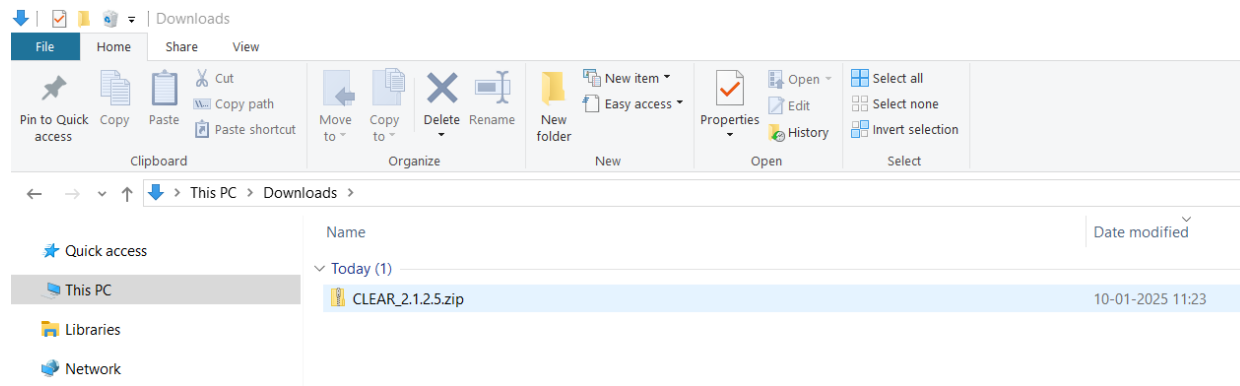 Downloads
File Home Share View
Pin to Quick access
Copy
Paste
Cut
Copy path
Paste shortcut
Clipboard
Move to
Copy to
Delete
Rename
Organize
New folder
New item
Easy access
New
Properties
Open
Edit
History
Open
Select all
Select none
Invert selection
Select
This PC > Downloads >
Quick access
This PC
Libraries
Network
Name Date modified
Today (1)
CLEAR_2.1.2.5.zip 10-01-2025 11:23